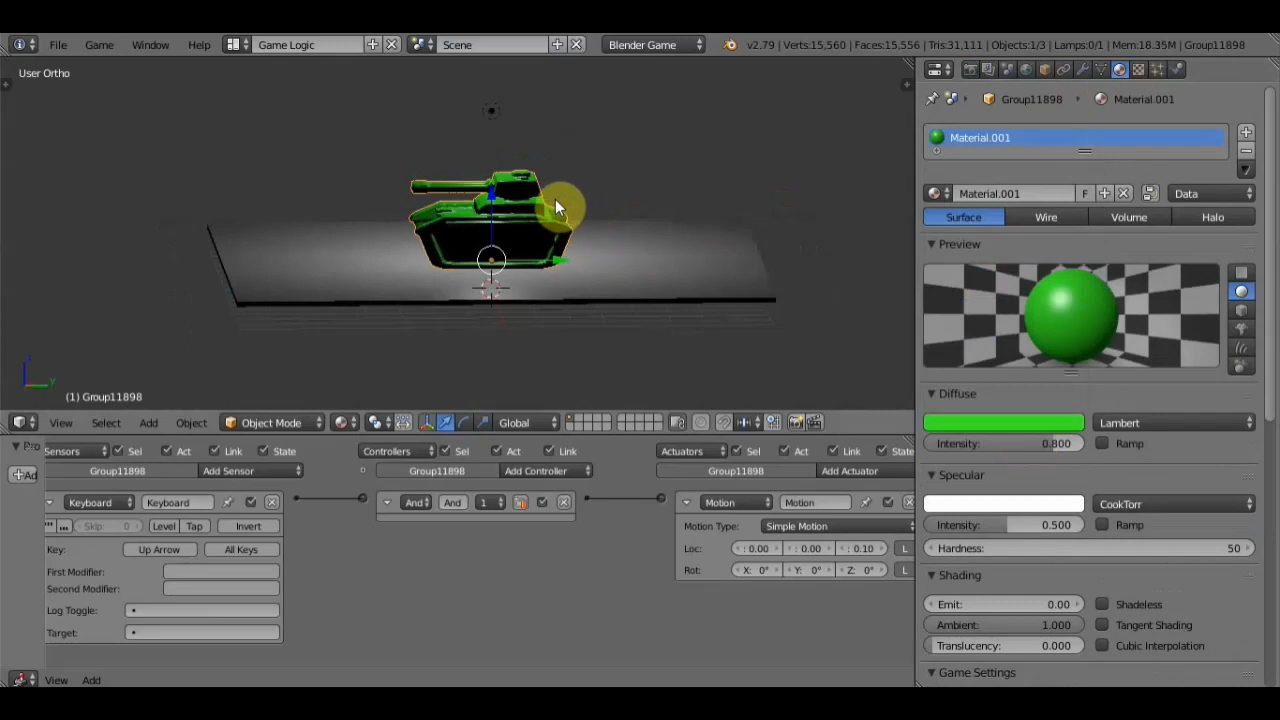 File Game Window Help Game Logic Scene Blender Game v2.79 | Verts:15,560 | Faces:15,556 | Tris:31,111 | Objects:1/3 | Lamps:0/1 | Mem:18.35M | Group11898
User Ortho
Group11898 Material.001
Material.001
Material.001 F Data
Surface Wire Volume Halo
Preview
Diffuse
Lambert
Intensity: 0.800 Ramp
Specular
CookTorr
Intensity: 0.500 Ramp
Hardness: 50
Shading
Emit: 0.00 Shadeless
Ambient: 1.000 Tangent Shading
Translucency: 0.000 Cubic Interpolation
Game Settings
z
y
(1) Group11898
View Select Add Object Object Mode Global
Sensors Sel Act Link State Controllers Sel Act Link Actuators Sel Act Link State
Group11898 Add Sensor Group11898 Add Controller Group11898 Add Actuator
Ad
Keyboard Keyboard And And 1 Motion Motion
Skip: 0 Level Tap Invert Motion Type: Simple Motion
Key: Up Arrow All Keys Loc: : 0.00 : 0.00 : 0.10 L
First Modifier: Rot: X: 0° Y: 0° Z: 0° L
Second Modifier:
Log Toggle:
Target:
View Add